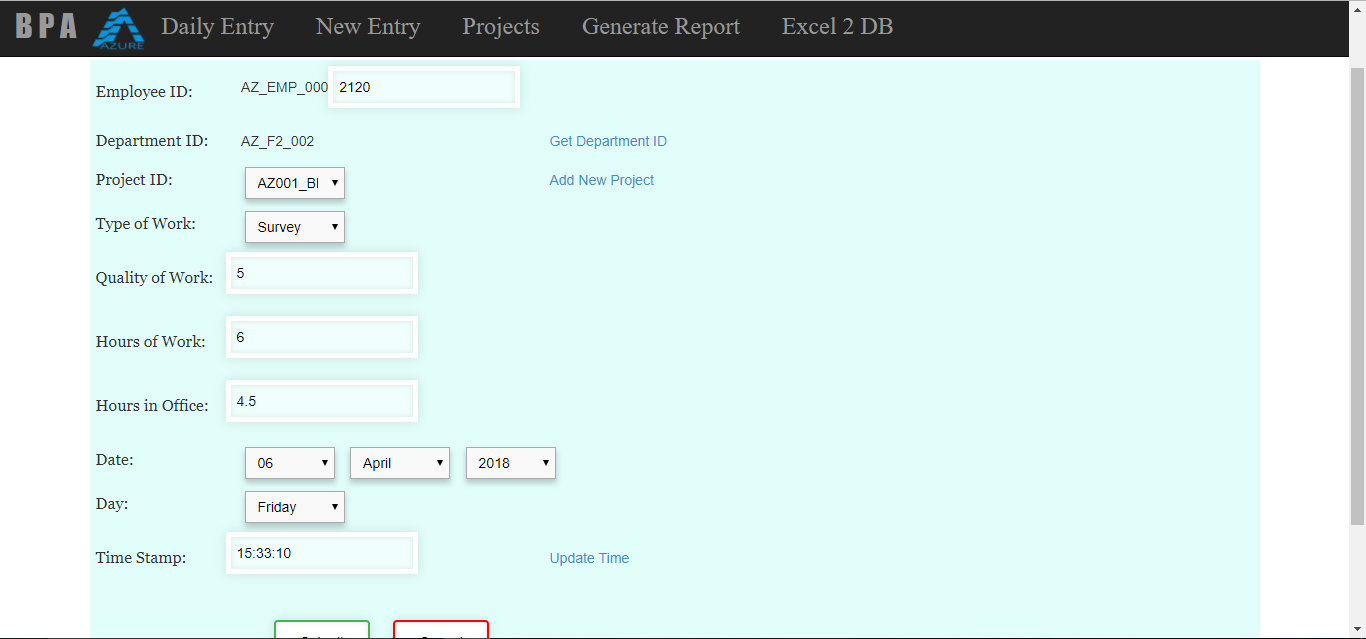 BPA AZURE Daily Entry New Entry Projects Generate Report Excel 2 DB
Employee ID: AZ_EMP_000 2120
Department ID: AZ_F2_002 Get Department ID
Project ID: AZ001_BI Add New Project
Type of Work: Survey
Quality of Work: 5
Hours of Work: 6
Hours in Office: 4.5
Date: 06 April 2018
Day: Friday
Time Stamp: 15:33:10 Update Time